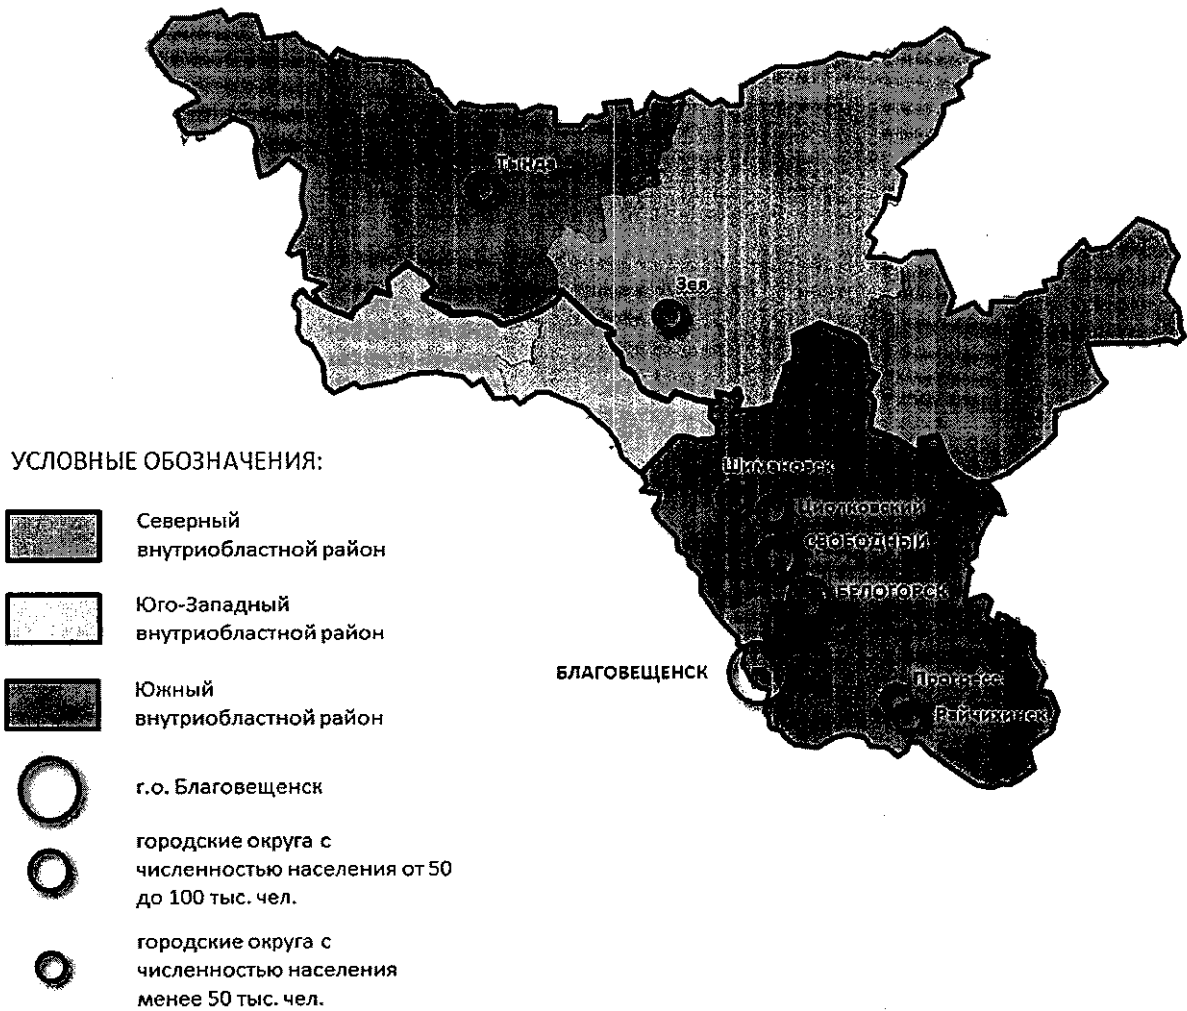 Тында
Зея
УСЛОВНЫЕ ОБОЗНАЧЕНИЯ:
Шимановск
Циолковский
СВОБОДНЫЙ
БЕЛОГОРСК
БЛАГОВЕЩЕНСК
Прогресс
Райчихинск
Северный
внутриобластной район
Юго-Западный
внутриобластной район
Южный
внутриобластной район
г.о. Благовещенск
городские округа с
численностью населения от 50
до 100 тыс. чел.
городские округа с
численностью населения
менее 50 тыс. чел.